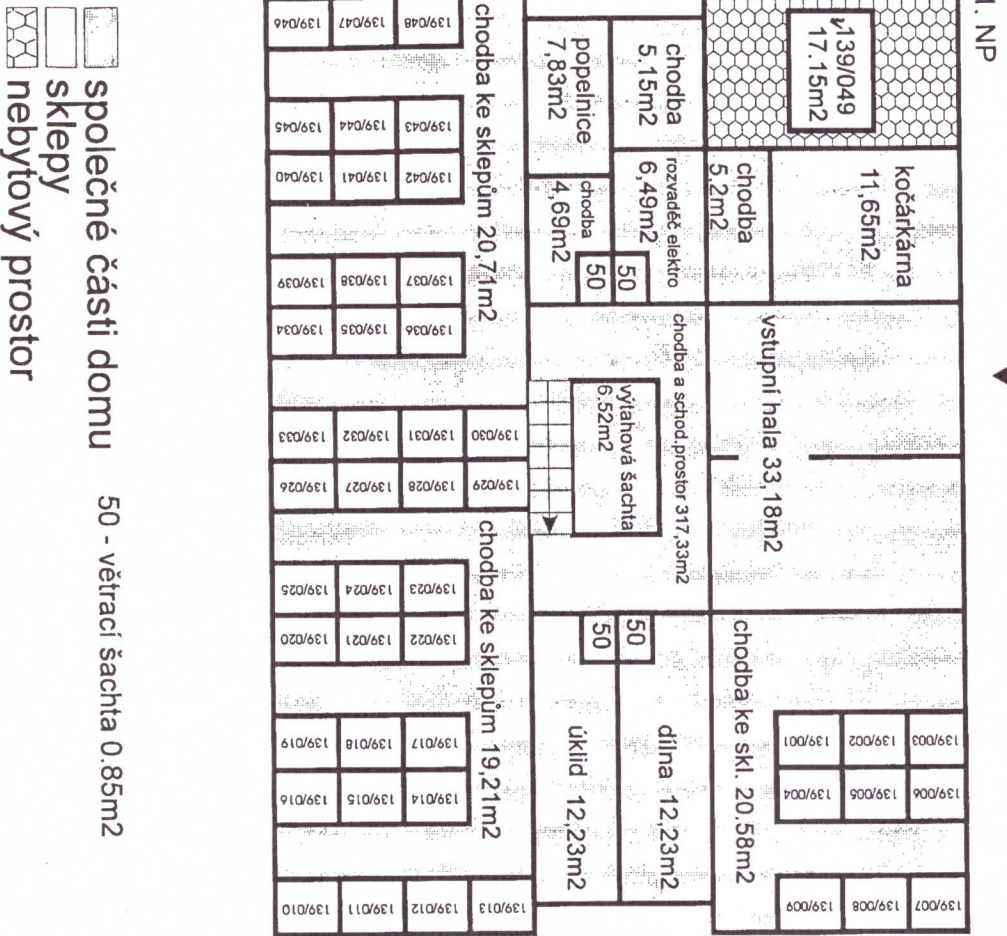 1. NP
139/049
17.15m2
kočárkárna
11,65m2
chodba
5.15m2
chodba
5,2m2
popelnice
7,83m2
rozvaděč elektro
6,49m2
chodba
4,69m2
50
50
vstupní hala 33,18m2
chodba a schod.prostor 317,33m2
výtahová šachta
6.52m2
chodba ke skl. 20.58m2
50
50
dílna 12,23m2
úklid 12,23m2
chodba ke sklepům 20,71m2
chodba ke sklepům 19,21m2
139/001
139/002
139/003
139/004
139/005
139/006
139/007
139/008
139/009
139/010
139/011
139/012
139/013
139/014
139/015
139/016
139/017
139/018
139/019
139/020
139/021
139/022
139/023
139/024
139/025
139/026
139/027
139/028
139/029
139/030
139/031
139/032
139/033
139/034
139/035
139/036
139/037
139/038
139/039
139/040
139/041
139/042
139/043
139/044
139/045
139/046
139/047
139/048
společné části domu
50 - větrací šachta 0.85m2
sklepy
nebytový prostor